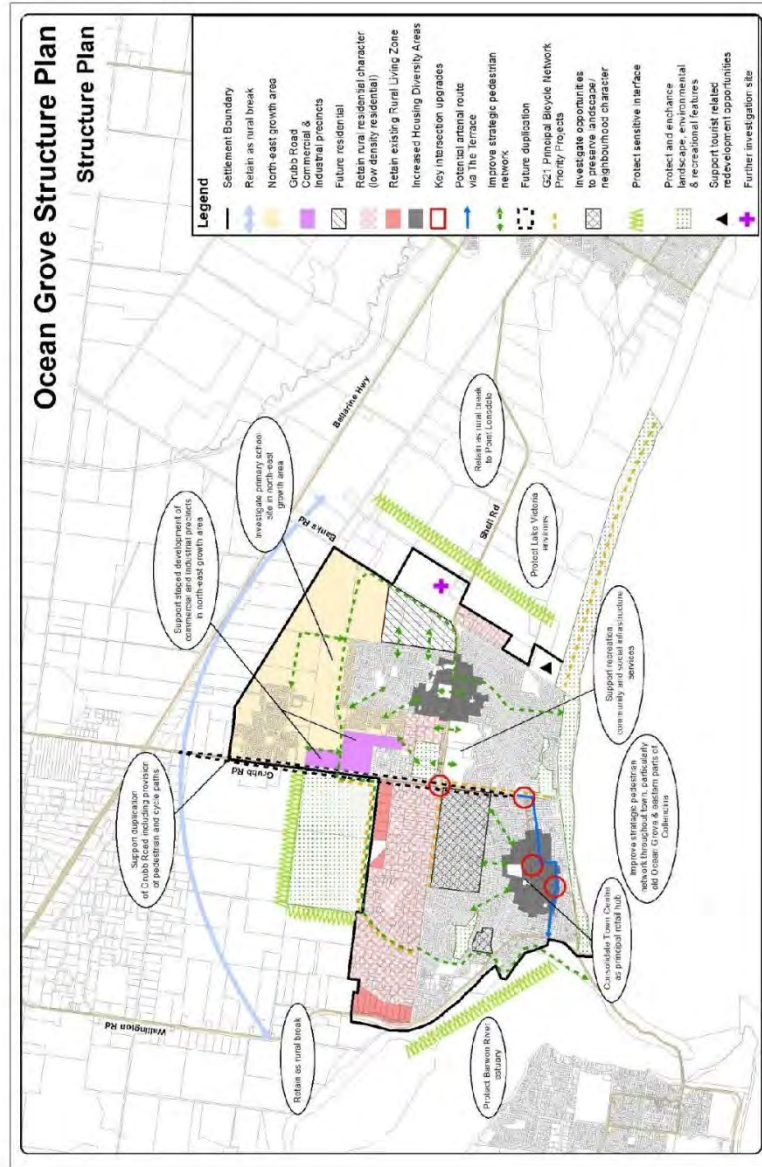 Ocean Grove Structure Plan
Structure Plan
Legend
Settlement Boundary
Retain as rural break
North-east growth area
Grubb Road
Commercial &
Industrial precincts
Future residential
Retain rural residential character
(low density residential)
Retain existing Rural Living Zone
Increased Housing Diversity Areas
Key intersection upgrades
Potential arterial route
via The Terrace
Improve strategic pedestrian
network
Future duplication
G21 Principal Bicycle Network
Priority Projects
Investigate opportunities
to preserve landscape/
neighbourhood character
Protect sensitive interface
Protect and enchance
landscape, environmental
& recreational features
Support tourist related
redevelopment opportunities
Further investigation site
Wallington Rd
Retain as rural break
Support duplication
of Grubb Road including provision
of pedestrian and cycle paths
Grubb Rd
Support staged development of
commercial and industrial precincts
in north-east growth area
Investigate primary school
site in north-east
growth area
Banks Rd
Bellarine Hwy
Retain as rural break
to Point Lonsdale
Shell Rd
Protect Lake Victoria
environs
Protect Barwon River
estuary
Consolidate Town Centre
as principal retail hub
Improve strategic pedestrian
network throughout town, particularly
old Ocean Grove & eastern parts of
Collendina
Support recreation
community and social infrastructure
services